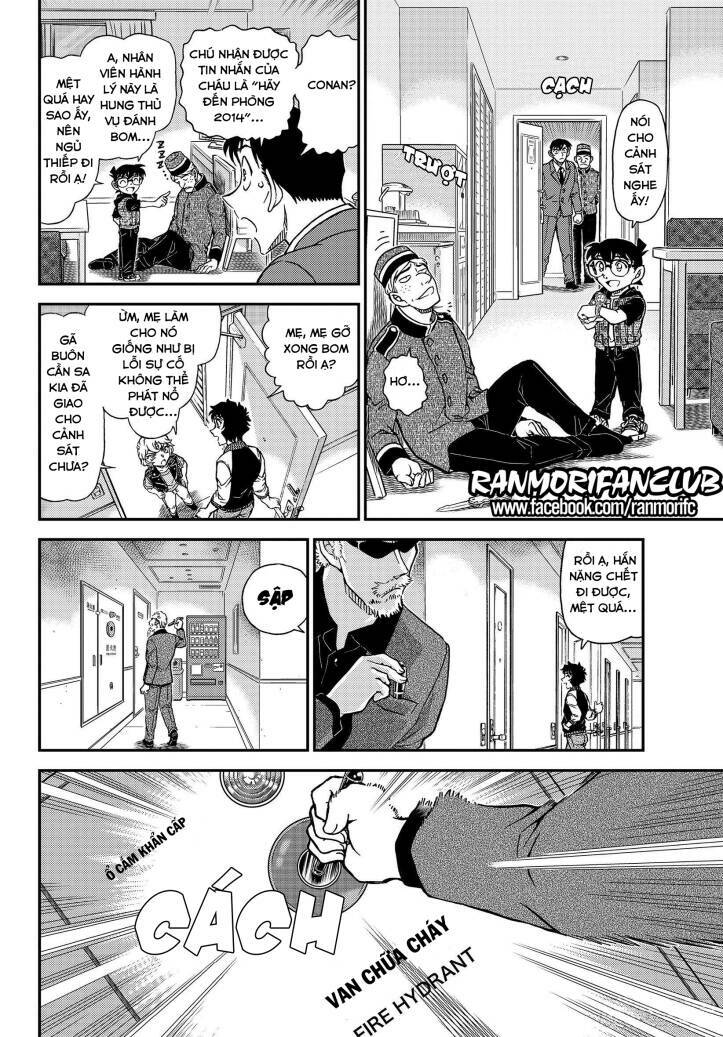 CONAN?
CHÚ NHẬN ĐƯỢC
TIN NHẮN CỦA
CHÁU LÀ “HÃY
ĐẾN PHÒNG
2014”...
A, NHÂN
VIÊN HÀNH
LÝ NÀY LÀ
HUNG THỦ
VỤ ĐÁNH
BOM...
MỆT
QUÁ HAY
SAO ẤY,
NÊN
NGỦ
THIẾP ĐI
RỒI Ạ!
ZZZ
CẠCH
NÓI
CHO
CẢNH
SÁT
NGHE
ẤY!
TRƯỢT
HƠ...
RANMORIFANCLUB
www.facebook.com/ranmorifc
MẸ, MẸ GỠ
XONG BOM
RỒI Ạ?
ỪM, MẸ LÀM
CHO NÓ
GIỐNG NHƯ BỊ
LỖI SỰ CỐ
KHÔNG THỂ
PHÁT NỔ
ĐƯỢC...
GÃ
BUÔN
CẦN SA
KIA ĐÃ
GIAO
CHO
CẢNH
SÁT
CHƯA?
RỒI Ạ, HẮN
NẶNG CHẾT
ĐI ĐƯỢC,
MỆT QUÁ...
SẬP
Ổ CẮM KHẨN CẤP
CÁCH
VAN CHỮA CHÁY
FIRE HYDRANT